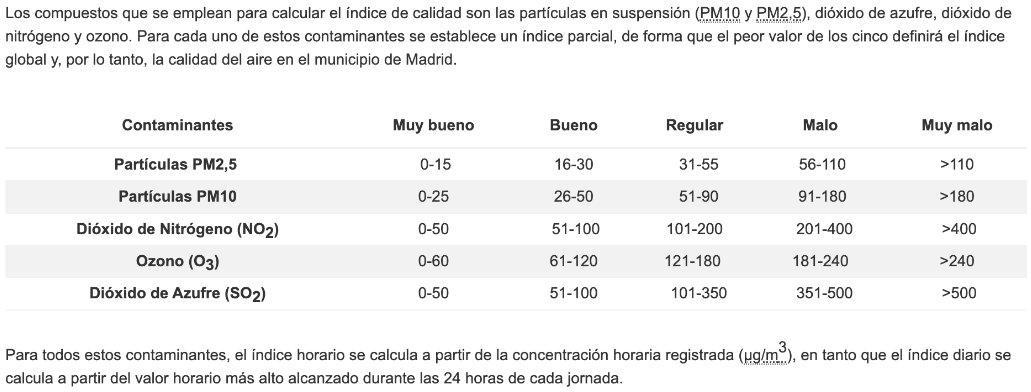 Los compuestos que se emplean para calcular el índice de calidad son las partículas en suspensión (PM10 y PM2,5), dióxido de azufre, dióxido de
nitrógeno y ozono. Para cada uno de estos contaminantes se establece un índice parcial, de forma que el peor valor de los cinco definirá el índice
global y, por lo tanto, la calidad del aire en el municipio de Madrid.
Contaminantes Muy bueno Bueno Regular Malo Muy malo
Partículas PM2,5 0-15 16-30 31-55 56-110 >110
Partículas PM10 0-25 26-50 51-90 91-180 >180
Dióxido de Nitrógeno (NO2) 0-50 51-100 101-200 201-400 >400
Ozono (O3) 0-60 61-120 121-180 181-240 >240
Dióxido de Azufre (SO2) 0-50 51-100 101-350 351-500 >500
Para todos estos contaminantes, el índice horario se calcula a partir de la concentración horaria registrada (µg/m3), en tanto que el índice diario se
calcula a partir del valor horario más alto alcanzado durante las 24 horas de cada jornada.